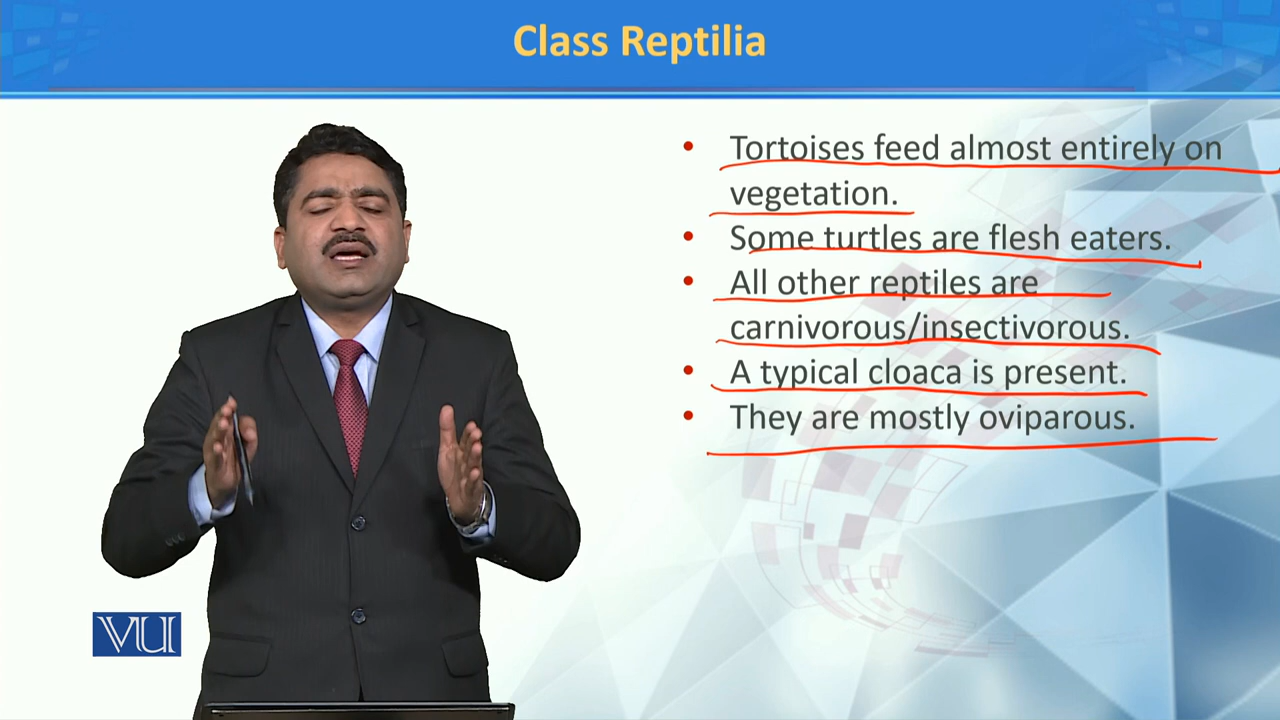 Class Reptilia
• Tortoises feed almost entirely on
vegetation.
• Some turtles are flesh eaters.
• All other reptiles are
carnivorous/insectivorous.
• A typical cloaca is present.
• They are mostly oviparous.
VU